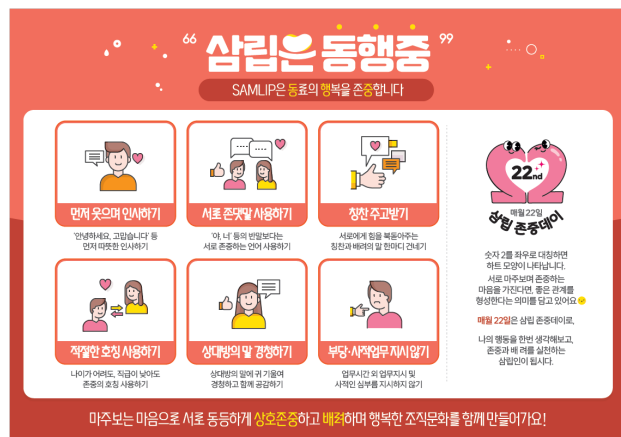 “ 삼립은 동행중 ”
SAMLIP은 동료의 행복을 존중합니다
먼저 웃으며 인사하기
'안녕하세요, 고맙습니다' 등
먼저 따뜻한 인사하기
서로 존댓말 사용하기
'야, 너' 등의 반말보다는
서로 존중하는 언어 사용하기
칭찬 주고받기
서로에게 힘을 북돋아주는
칭찬과 배려의 말 한마디 건네기
적절한 호칭 사용하기
나이가 어려도, 직급이 낮아도
존중의 호칭 사용하기
상대방의 말 경청하기
상대방의 말에 귀 기울여
경청하고 함께 공감하기
부당·사적업무 지시 않기
업무시간 외 업무지시 및
사적인 심부름 지시하지 않기
22nd
매월 22일
삼립 존중데이
숫자 2를 좌우로 대칭하면
하트 모양이 나타납니다.
서로 마주보며 존중하는
마음을 가진다면, 좋은 관계를
형성한다는 의미를 담고 있어요
매월 22일은 삼립 존중데이로,
나의 행동을 한번 생각해보고,
존중과 배 려를 실천하는
삼립인이 됩시다.
마주보는 마음으로 서로 동등하게 상호존중하고 배려하며 행복한 조직문화를 함께 만들어가요!